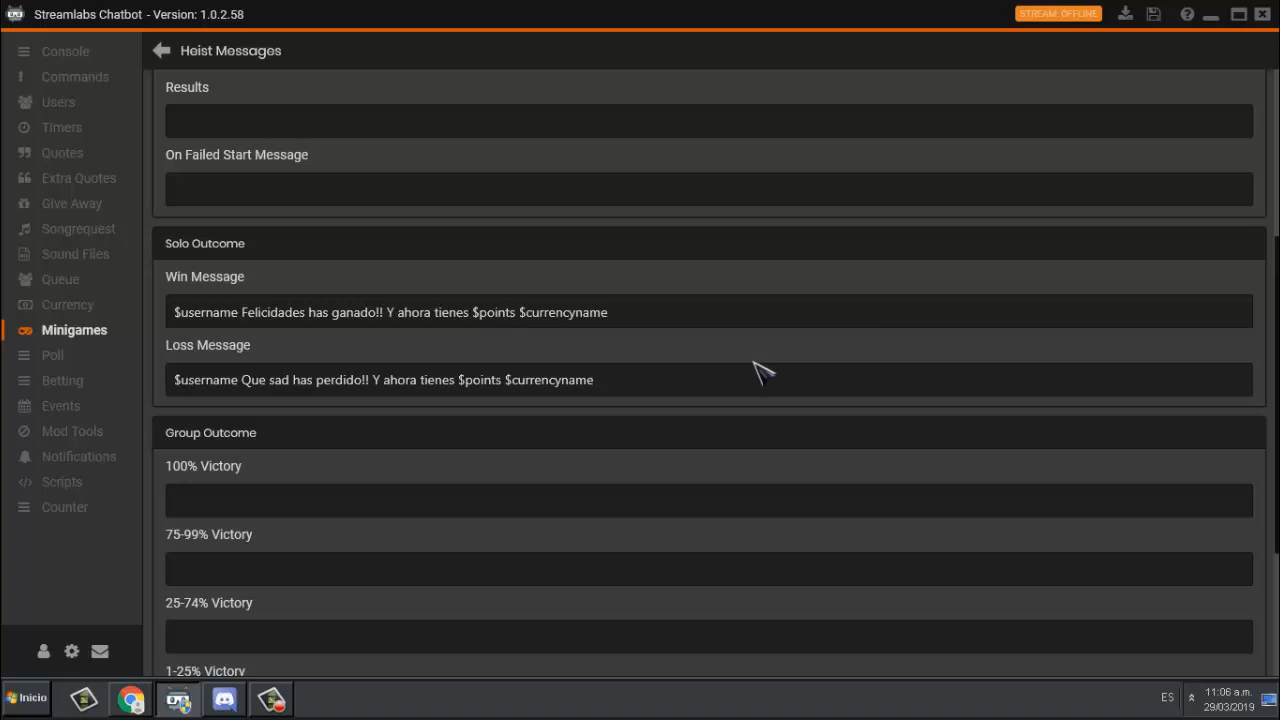 Streamlabs Chatbot - Version: 1.0.2.58
STREAM: OFFLINE
Console
Commands
Users
Timers
Quotes
Extra Quotes
Give Away
Songrequest
Sound Files
Queue
Currency
Minigames
Poll
Betting
Events
Mod Tools
Notifications
Scripts
Counter
Heist Messages
Results
On Failed Start Message
Solo Outcome
Win Message
$username Felicidades has ganado!! Y ahora tienes $points $currencyname
Loss Message
$username Que sad has perdido!! Y ahora tienes $points $currencyname
Group Outcome
100% Victory
75-99% Victory
25-74% Victory
1-25% Victory
Inicio
ES
11:06 a.m.
29/03/2019